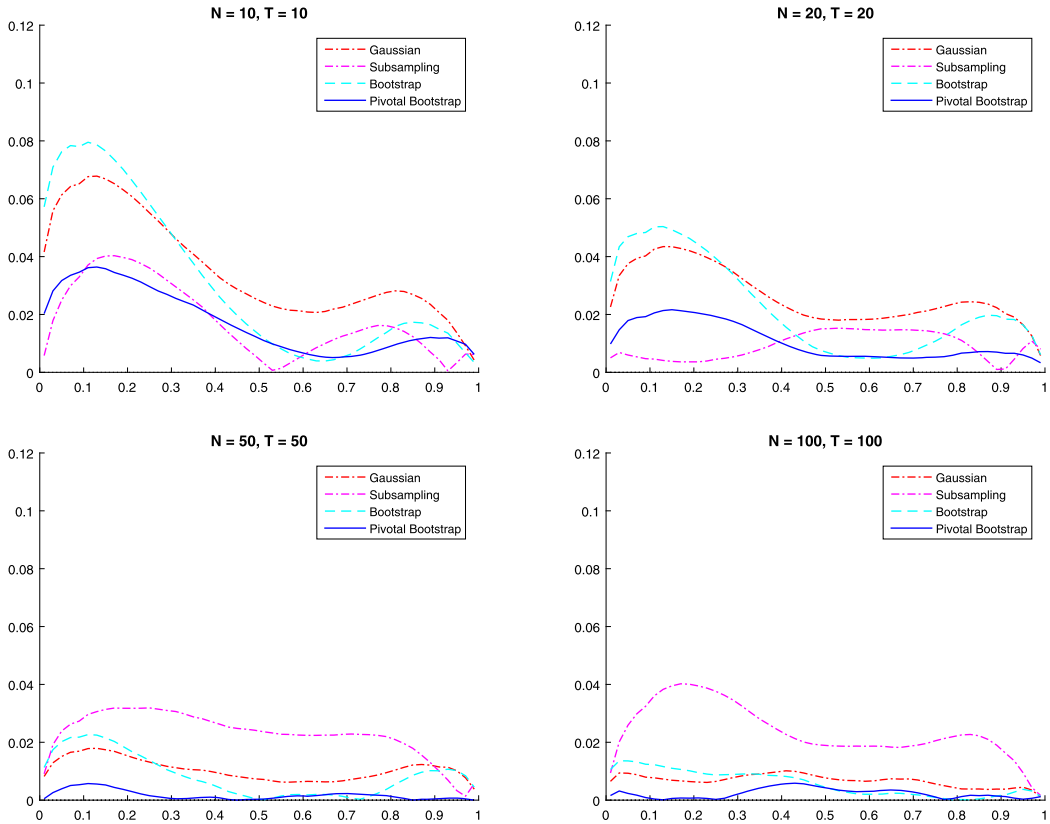 N = 10, T = 10
0.12
0.1
0.08
0.06
0.04
0.02
0
0 0.1 0.2 0.3 0.4 0.5 0.6 0.7 0.8 0.9 1
Gaussian
Subsampling
Bootstrap
Pivotal Bootstrap
N = 20, T = 20
0.12
0.1
0.08
0.06
0.04
0.02
0
0 0.1 0.2 0.3 0.4 0.5 0.6 0.7 0.8 0.9 1
Gaussian
Subsampling
Bootstrap
Pivotal Bootstrap
N = 50, T = 50
0.12
0.1
0.08
0.06
0.04
0.02
0
0 0.1 0.2 0.3 0.4 0.5 0.6 0.7 0.8 0.9 1
Gaussian
Subsampling
Bootstrap
Pivotal Bootstrap
N = 100, T = 100
0.12
0.1
0.08
0.06
0.04
0.02
0
0 0.1 0.2 0.3 0.4 0.5 0.6 0.7 0.8 0.9 1
Gaussian
Subsampling
Bootstrap
Pivotal Bootstrap